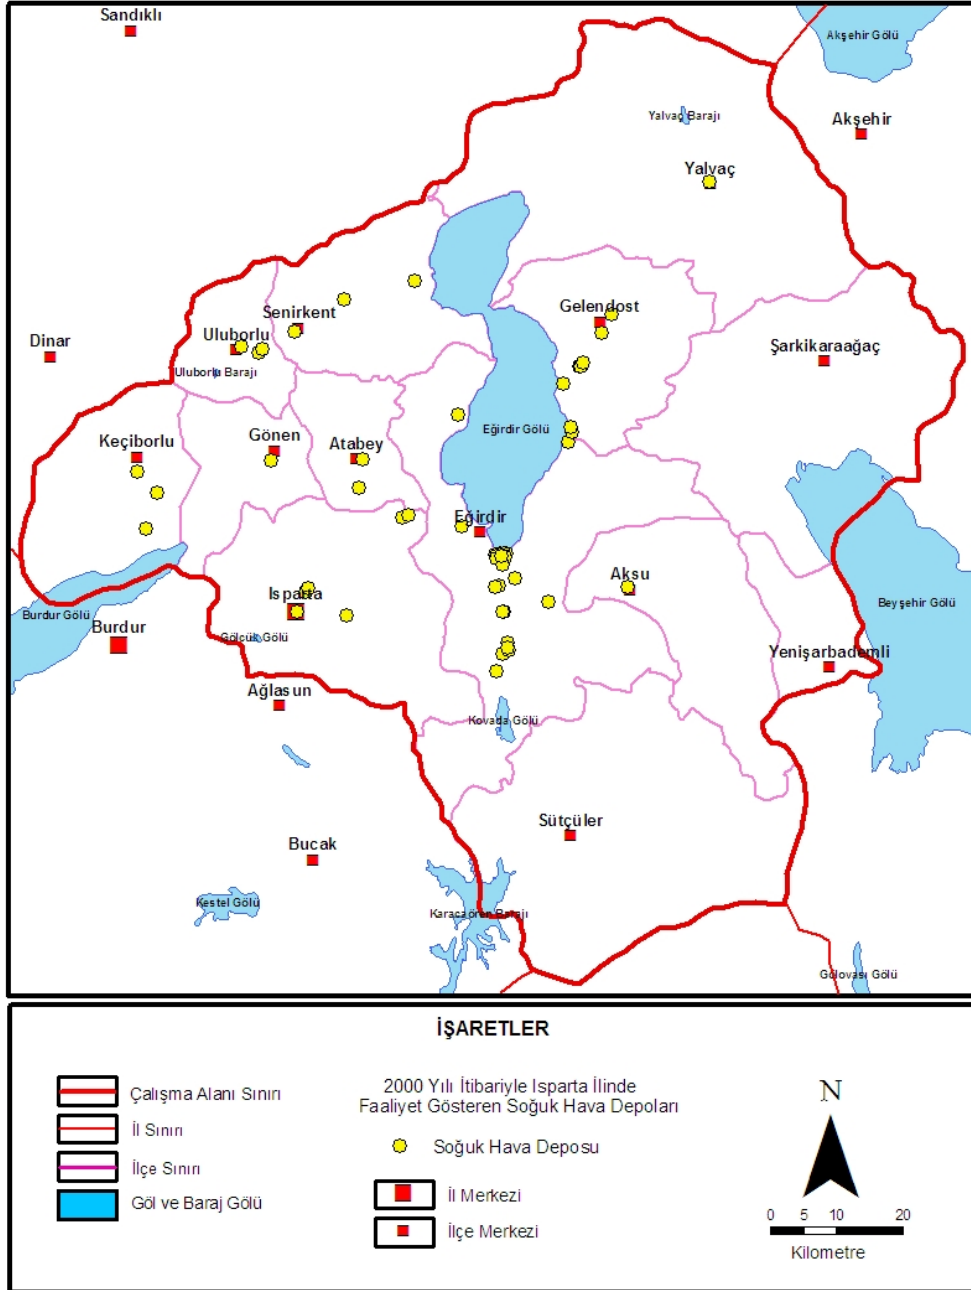 Sandıklı
Akşehir Gölü
Yalvaç Barajı
Akşehir
Yalvaç
Senirkent
Gelendost
Dinar
Uluborlu
Şarkikaraağaç
Uluborlu Barajı
Keçiborlu
Gönen
Atabey
Eğirdir Gölü
Eğirdir
Isparta
Aksu
Burdur Gölü
Beyşehir Gölü
Burdur
Gölcük Gölü
Yenişarbademli
Ağlasun
Kovada Gölü
Sütçüler
Bucak
Kestel Gölü
Karacaören Barajı
Gölovası Gölü
İŞARETLER
Çalışma Alanı Sınırı
İl Sınırı
İlçe Sınırı
Göl ve Baraj Gölü
2000 Yılı İtibariyle Isparta İlinde
Faaliyet Gösteren Soğuk Hava Depoları
Soğuk Hava Deposu
İl Merkezi
İlçe Merkezi
N
0 5 10 20
Kilometre